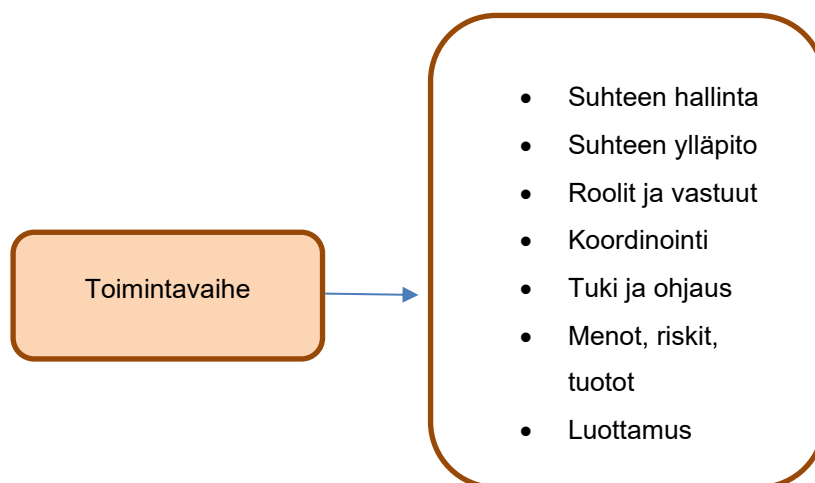 Toimintavaihe
• Suhteen hallinta
• Suhteen ylläpito
• Roolit ja vastuut
• Koordinointi
• Tuki ja ohjaus
• Menot, riskit,
tuotot
• Luottamus